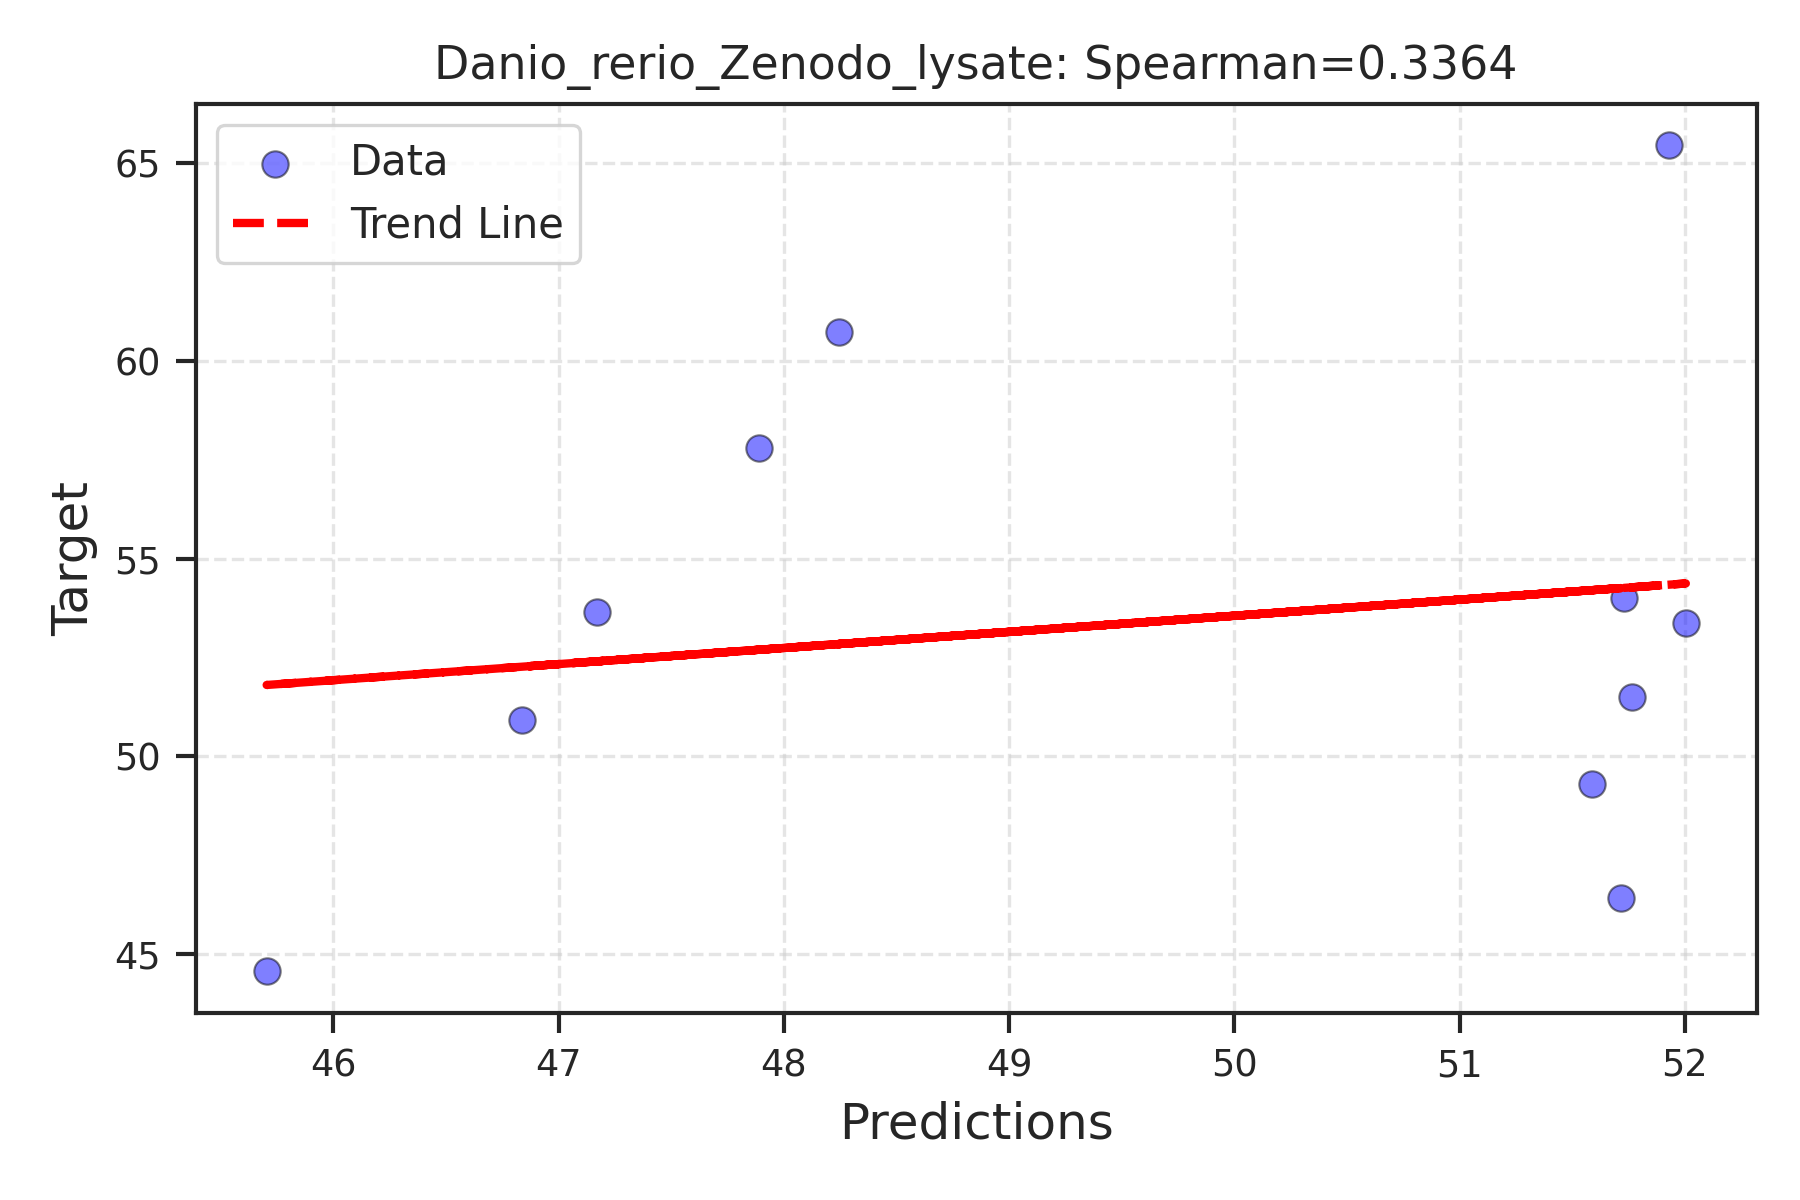 Danio_rerio_Zenodo_lysate: Spearman=0.3364
Data
Trend Line
65
60
55
50
45
Target
46 47 48 49 50 51 52
Predictions